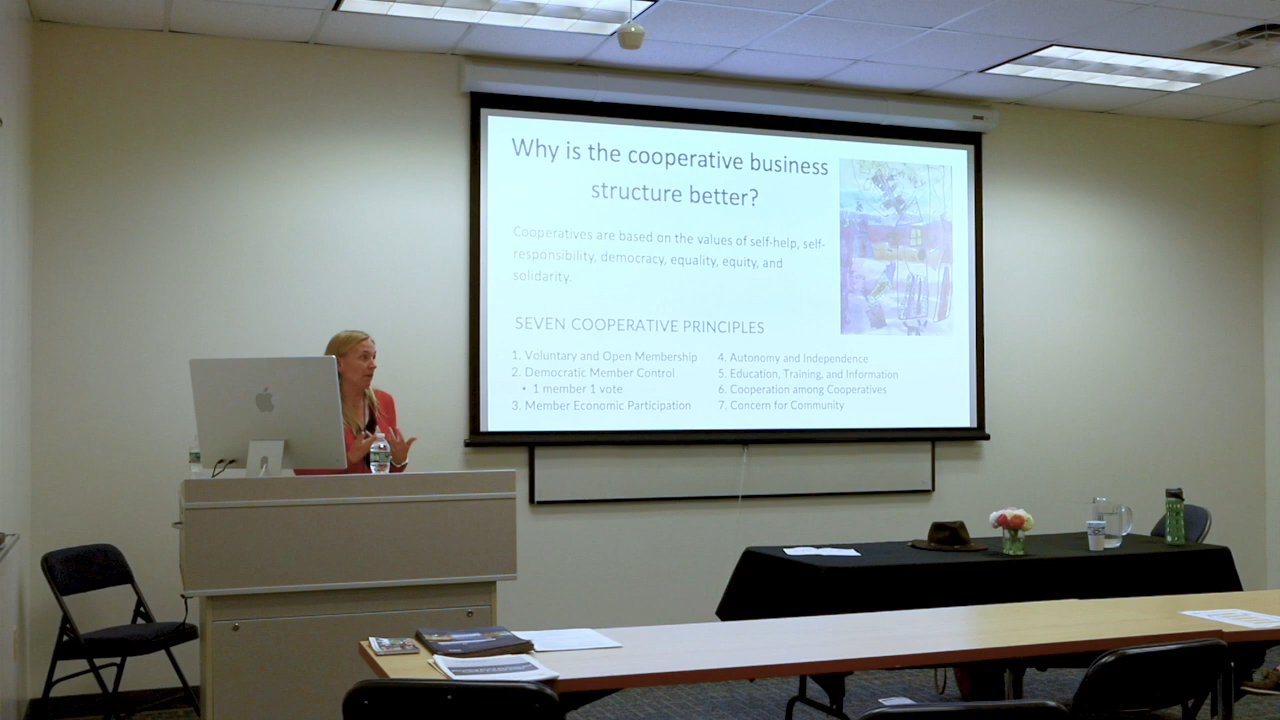 Why is the cooperative business
structure better?
Cooperatives are based on the values of self-help, self-
responsibility, democracy, equality, equity, and
solidarity.
SEVEN COOPERATIVE PRINCIPLES
1. Voluntary and Open Membership
2. Democratic Member Control
• 1 member 1 vote
3. Member Economic Participation
4. Autonomy and Independence
5. Education, Training, and Information
6. Cooperation among Cooperatives
7. Concern for Community